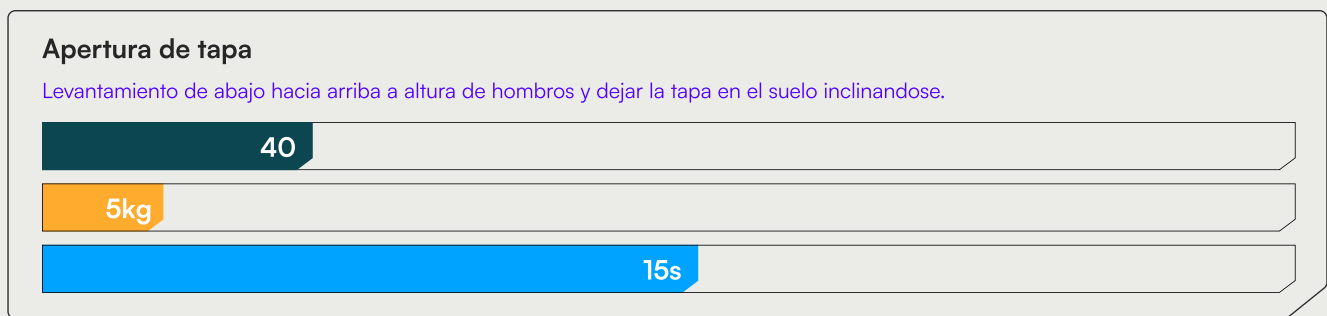 Apertura de tapa
Levantamiento de abajo hacia arriba a altura de hombros y dejar la tapa en el suelo inclinandose.
40
5kg
15s